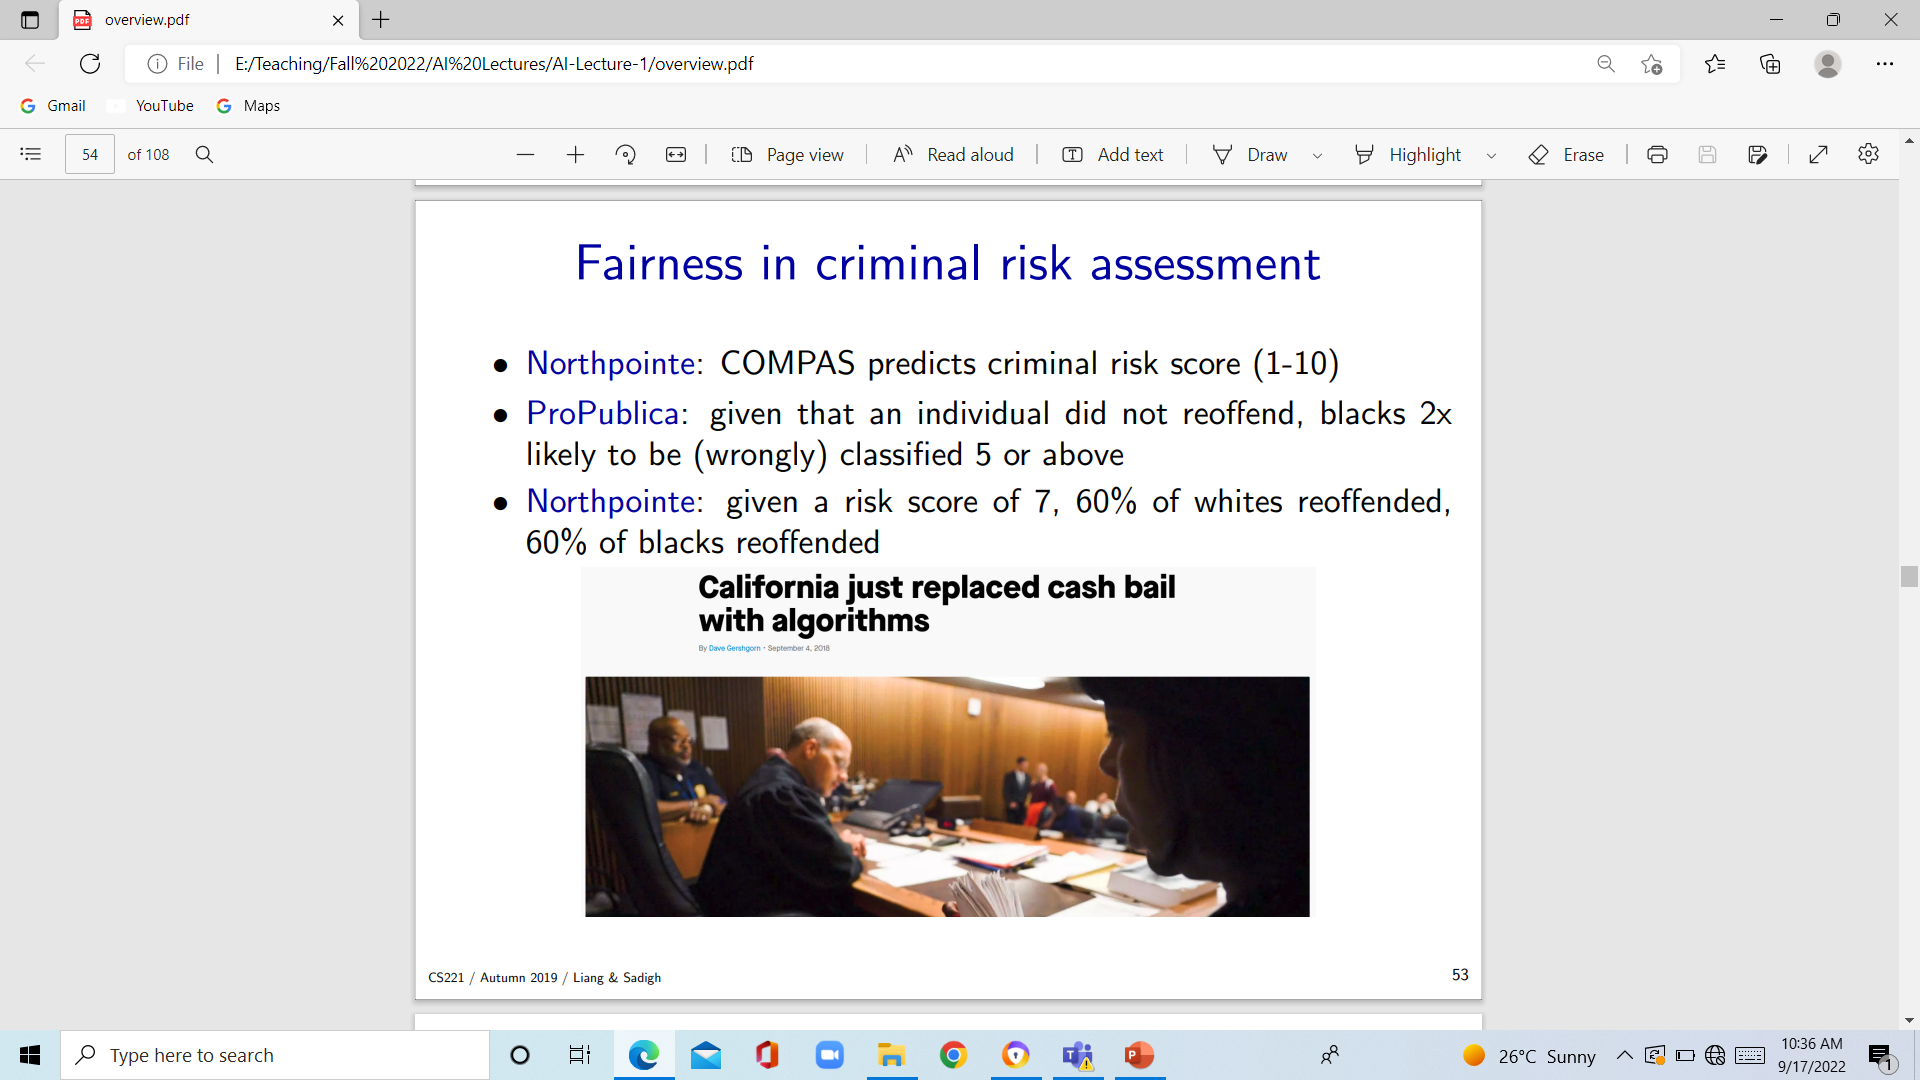 overview.pdf
File
E:/Teaching/Fall%202022/AI%20Lectures/AI-Lecture-1/overview.pdf
Gmail YouTube Maps
54 of 108
Page view
Read aloud
Add text
Draw
Highlight
Erase
Fairness in criminal risk assessment
• Northpointe: COMPAS predicts criminal risk score (1-10)
• ProPublica: given that an individual did not reoffend, blacks 2x
likely to be (wrongly) classified 5 or above
• Northpointe: given a risk score of 7, 60% of whites reoffended,
60% of blacks reoffended
California just replaced cash bail
with algorithms
By Dave Gershgorn • September 4, 2018
CS221 / Autumn 2019 / Liang & Sadigh
53
Type here to search
26°C Sunny
10:36 AM
9/17/2022
1